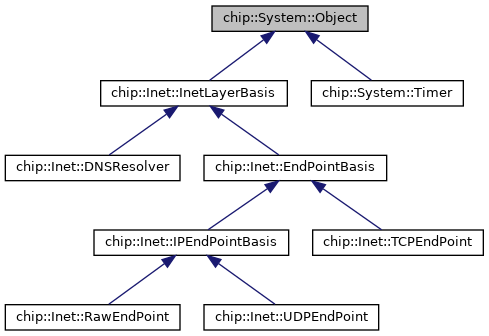 chip::System::Object
chip::Inet::InetLayerBasis
chip::System::Timer
chip::Inet::DNSResolver
chip::Inet::EndPointBasis
chip::Inet::IPEndPointBasis
chip::Inet::TCPEndPoint
chip::Inet::RawEndPoint
chip::Inet::UDPEndPoint